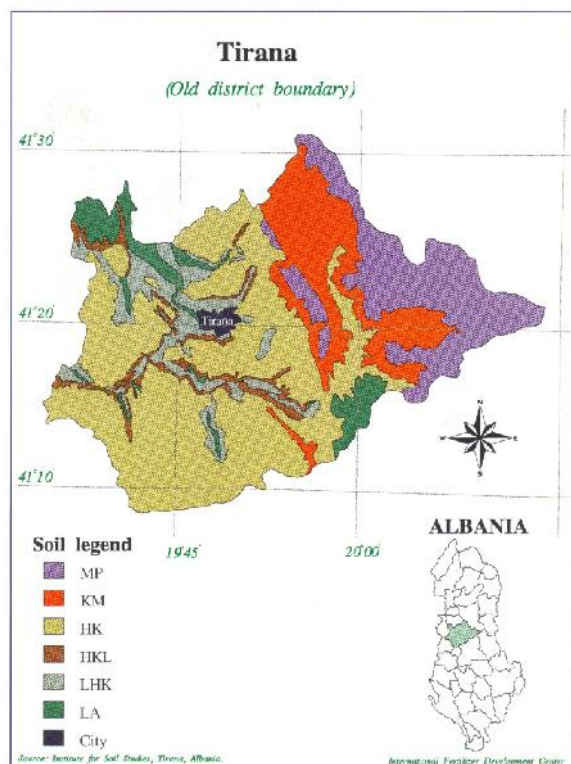 Tirana
(Old district boundary)
41°30'
41°20'
Tirana
41°10'
19°45'
20°00'
N
W
E
S
Soil legend
MP
KM
HK
HKL
LHK
LA
City
ALBANIA
Source: Institute for Soil Studies, Tirana, Albania.
International Fertilizer Development Center